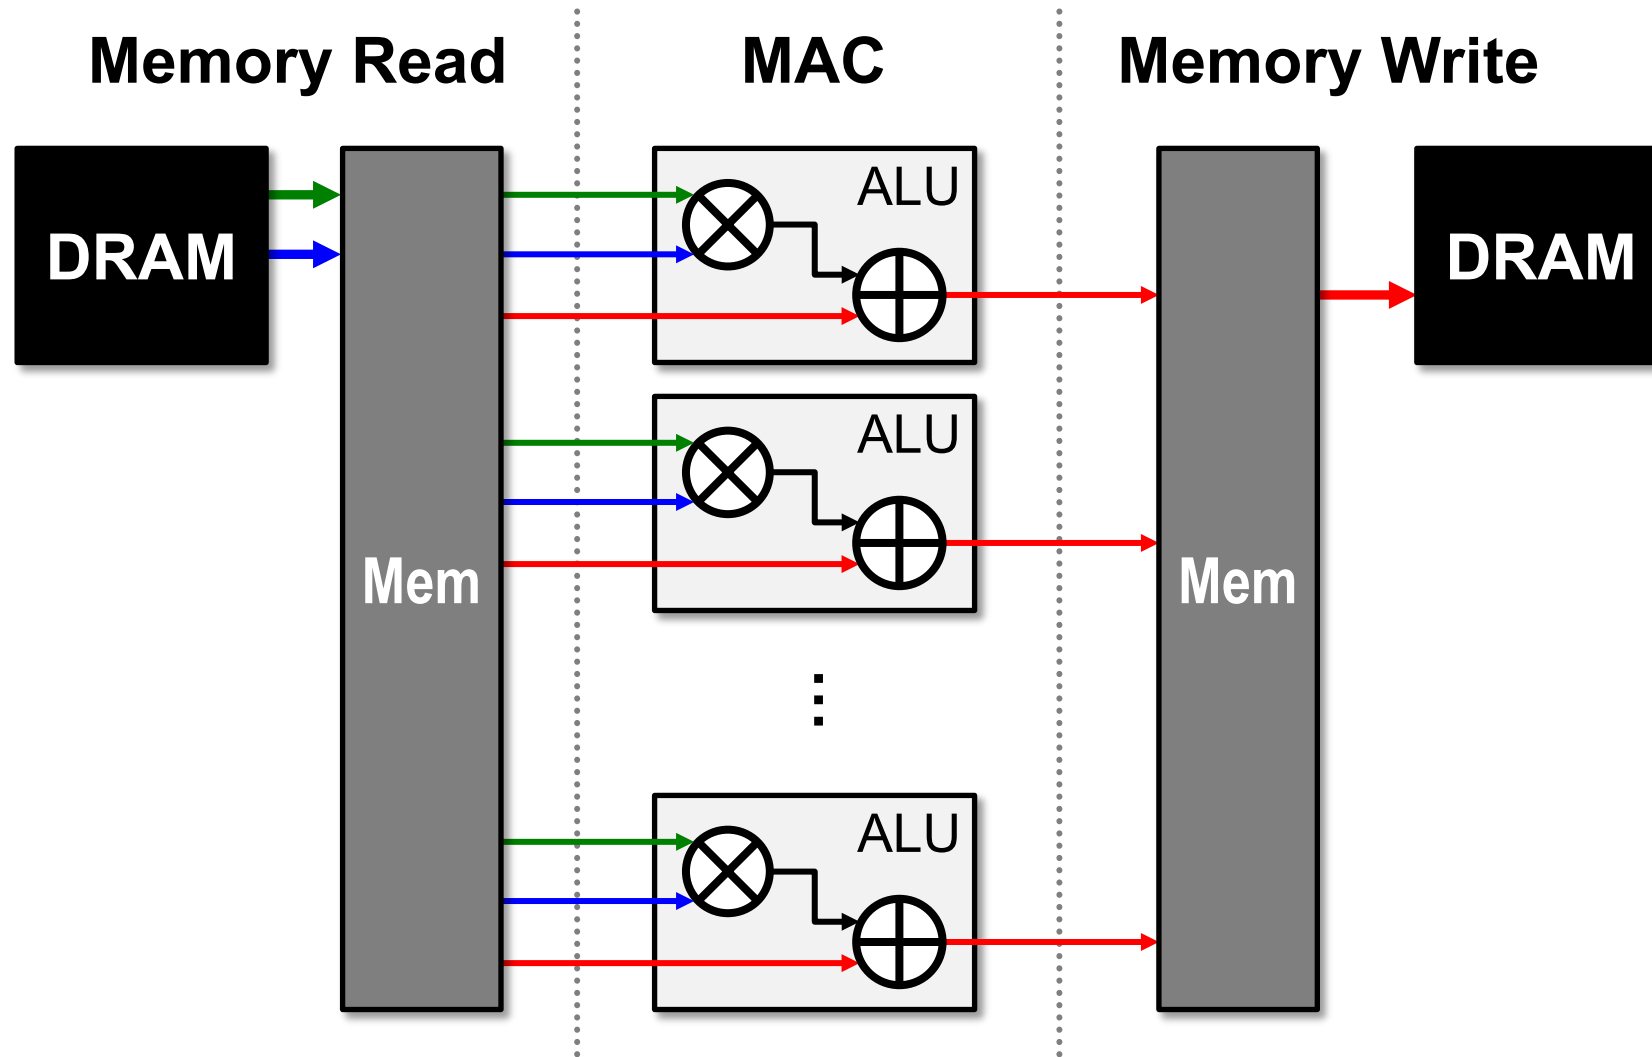 Memory Read
MAC
Memory Write
DRAM
ALU
DRAM
ALU
Mem
Mem
ALU